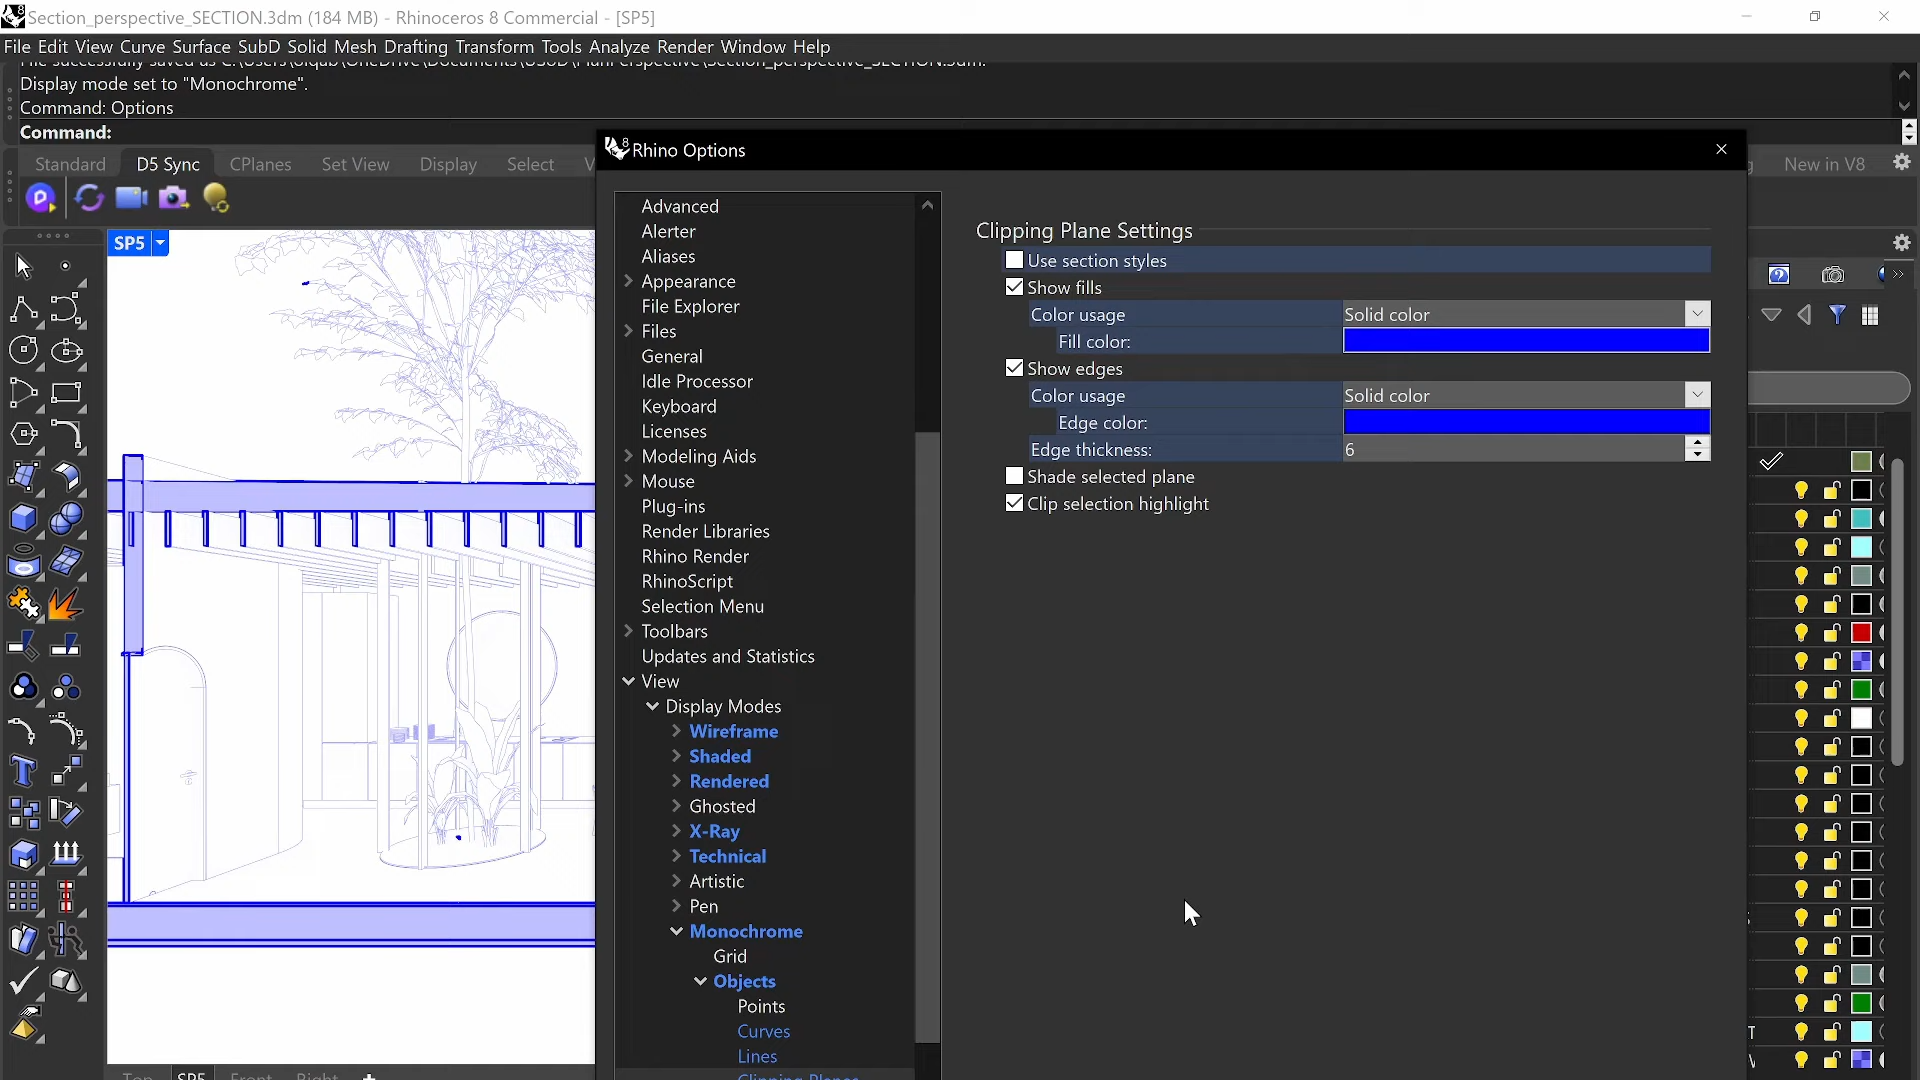 Section_perspective_SECTION.3dm (184 MB) - Rhinoceros 8 Commercial - [SP5]
File Edit View Curve Surface SubD Solid Mesh Drafting Transform Tools Analyze Render Window Help
Display mode set to "Monochrome".
Command: Options
Command:
Rhino Options
Standard D5 Sync CPlanes Set View Display Select New in V8
SP5
Advanced
Alerter
Aliases
Appearance
File Explorer
Files
General
Idle Processor
Keyboard
Licenses
Modeling Aids
Mouse
Plug-ins
Render Libraries
Rhino Render
RhinoScript
Selection Menu
Toolbars
Updates and Statistics
View
Display Modes
Wireframe
Shaded
Rendered
Ghosted
X-Ray
Technical
Artistic
Pen
Monochrome
Grid
Objects
Points
Curves
Lines
Clipping Planes
Clipping Plane Settings
Use section styles
Show fills
Color usage Solid color
Fill color:
Show edges
Color usage Solid color
Edge color:
Edge thickness: 6
Shade selected plane
Clip selection highlight
Top SP5 Front Right